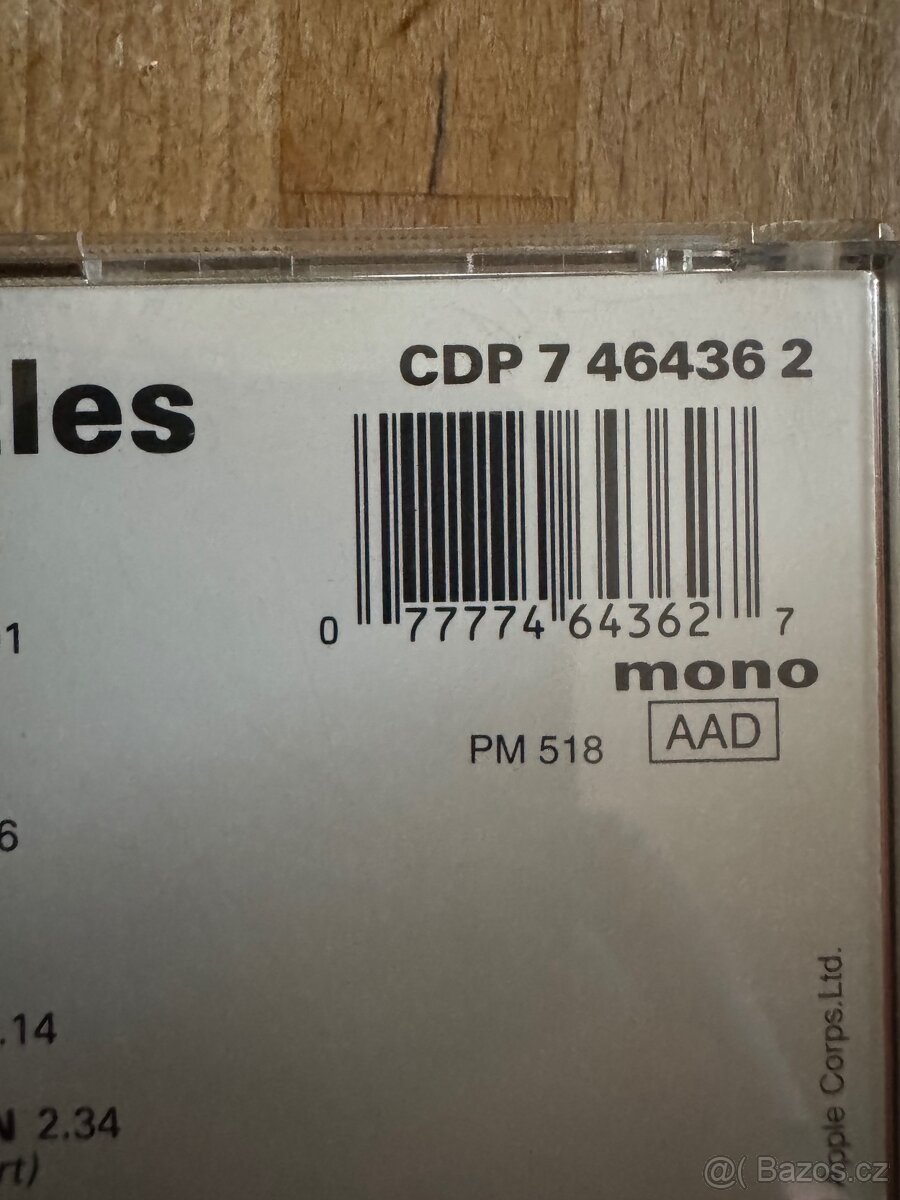 CDP 7 46436 2
les
0 77774 64362 7
1
mono
PM 518 AAD
6
Apple Corps.Ltd.
.14
N 2.34
rt)
@( Bazos.cz